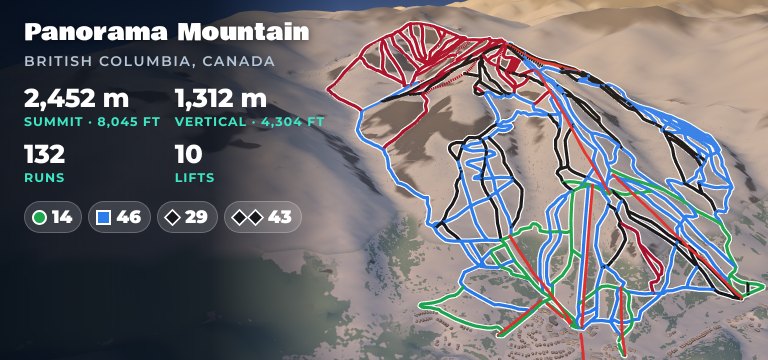 Panorama Mountain
BRITISH COLUMBIA, CANADA
2,452 m 1,312 m
SUMMIT · 8,045 FT VERTICAL · 4,304 FT
132 10
RUNS LIFTS
14 46 29 43